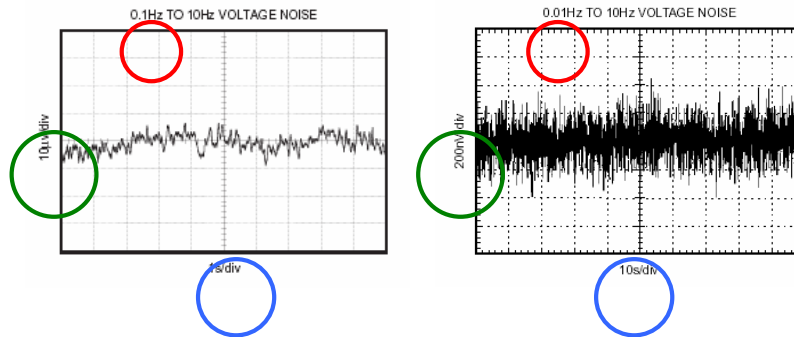 0.1Hz TO 10Hz VOLTAGE NOISE
10μv/div
1s/div
0.01Hz TO 10Hz VOLTAGE NOISE
200nV/div
10s/div